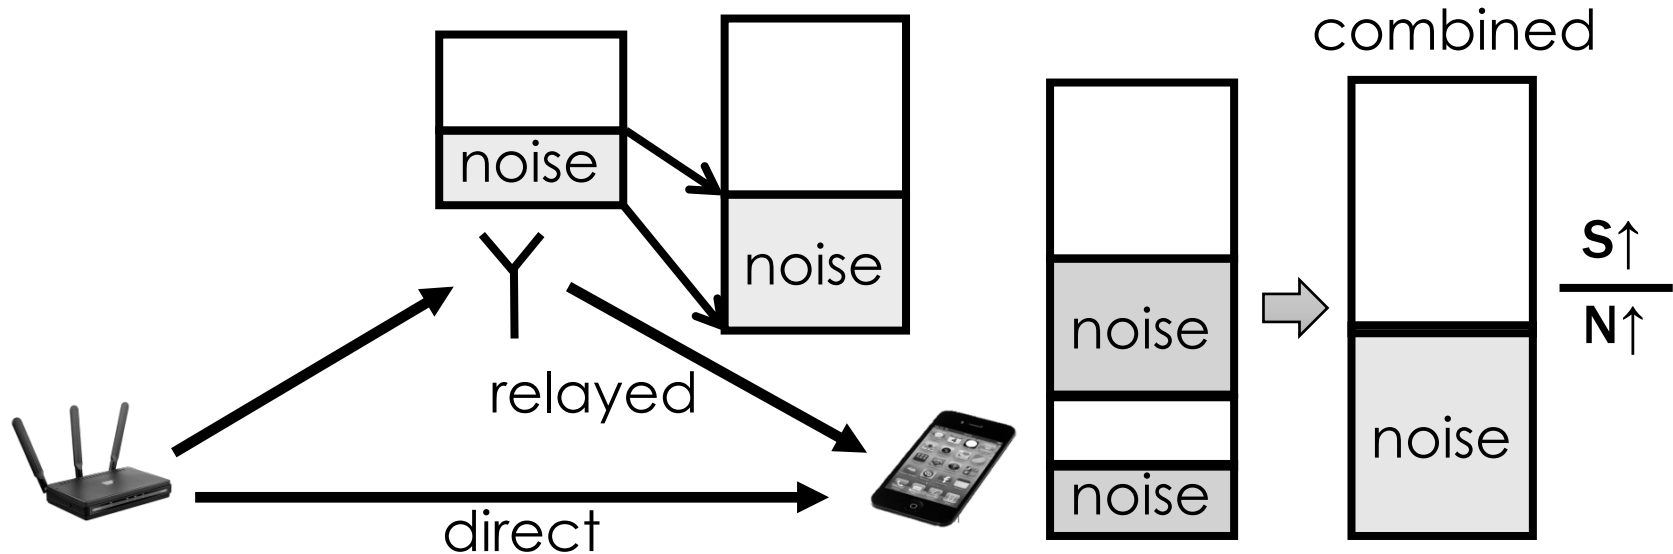 combined
noise
noise
noise
noise
noise
S↑
N↑
relayed
direct